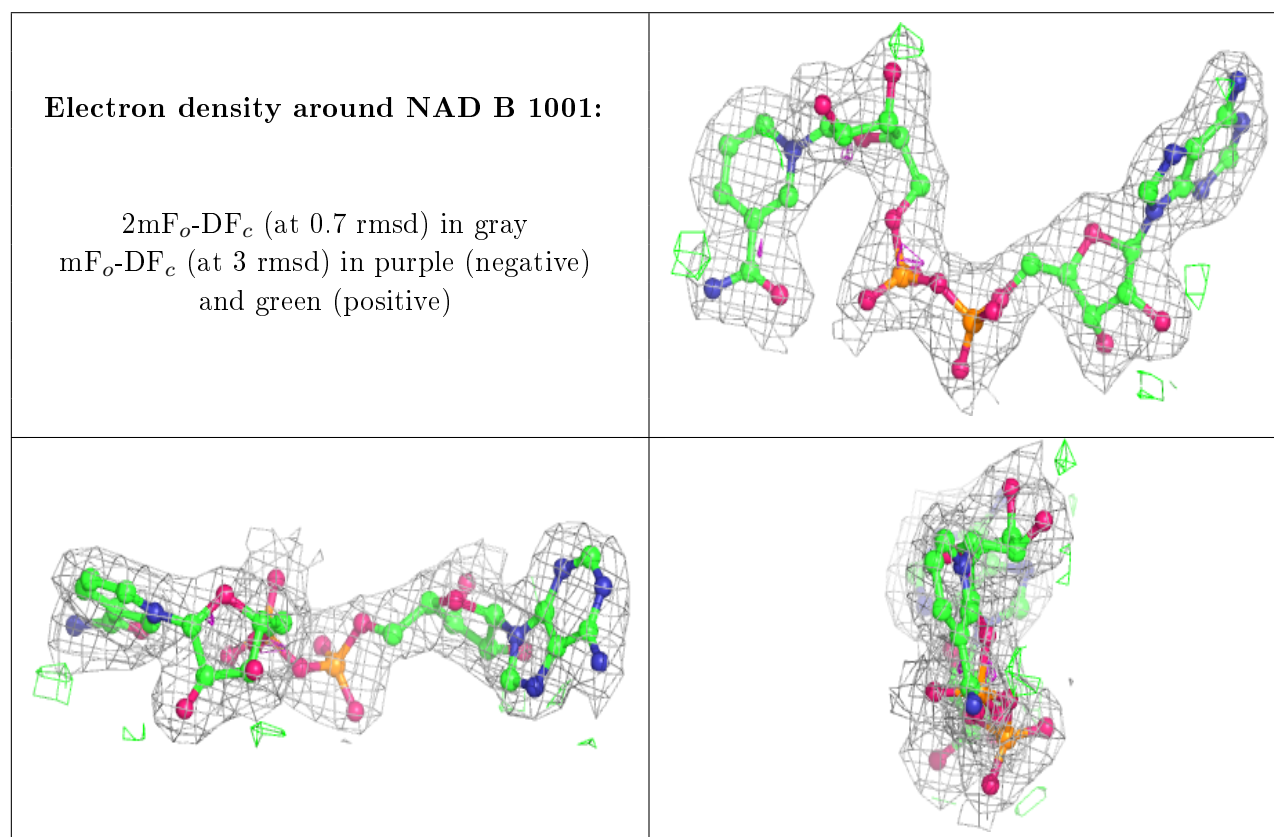 Electron density around NAD B 1001:
2mFo-DFc (at 0.7 rmsd) in gray
mFo-DFc (at 3 rmsd) in purple (negative)
and green (positive)